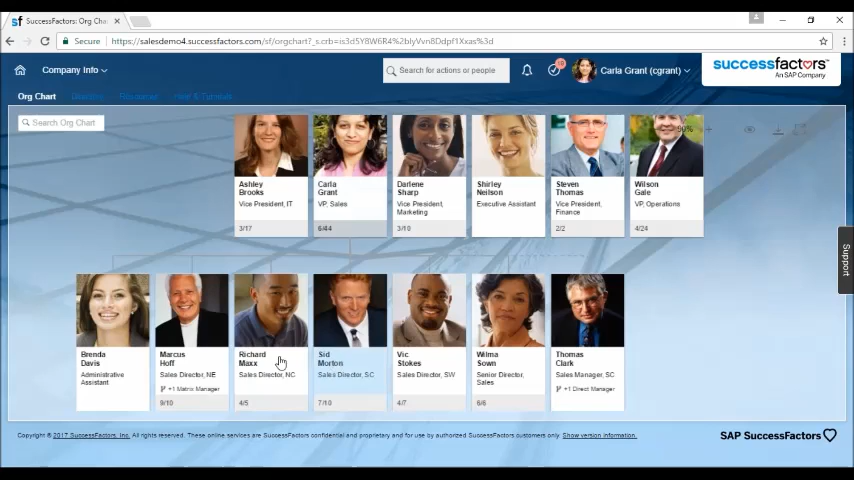 SuccessFactors: Org Cha
Secure
https://salesdemo4.successfactors.com/sf/orgchart?_s.crb=is3d5Y8W6R4%2blyVvn8Ddpf1Xxas%3d
Company Info
Search for actions or people
Carla Grant (cgrant)
successfactors™
An SAP Company
Org Chart
Directory
Resources
Search Org Chart
90%
Ashley Brooks
Vice President, IT
3/17
Carla Grant
VP, Sales
6/44
Darlene Sharp
Vice President, Marketing
3/10
Shirley Neilson
Executive Assistant
Steven Thomas
Vice President, Finance
2/2
Wilson Gale
VP, Operations
4/24
Support
Brenda Davis
Administrative Assistant
Marcus Hoff
Sales Director, NE
+1 Matrix Manager
9/10
Richard Maxx
Sales Director, NC
4/5
Sid Morton
Sales Director, SC
7/10
Vic Stokes
Sales Director, SW
4/7
Wilma Sown
Senior Director, Sales
6/6
Thomas Clark
Sales Manager, SC
+1 Direct Manager
Copyright © 2017 SuccessFactors, Inc. All rights reserved. These online services are SuccessFactors confidential and proprietary and for use by authorized SuccessFactors customers only. Show version information.
SAP SuccessFactors